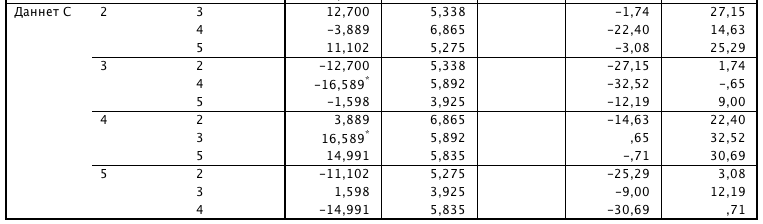 Даннет C 2 3 12,700 5,338 -1,74 27,15
4 -3,889 6,865 -22,40 14,63
5 11,102 5,275 -3,08 25,29
3 2 -12,700 5,338 -27,15 1,74
4 -16,589* 5,892 -32,52 -,65
5 -1,598 3,925 -12,19 9,00
4 2 3,889 6,865 -14,63 22,40
3 16,589* 5,892 ,65 32,52
5 14,991 5,835 -,71 30,69
5 2 -11,102 5,275 -25,29 3,08
3 1,598 3,925 -9,00 12,19
4 -14,991 5,835 -30,69 ,71